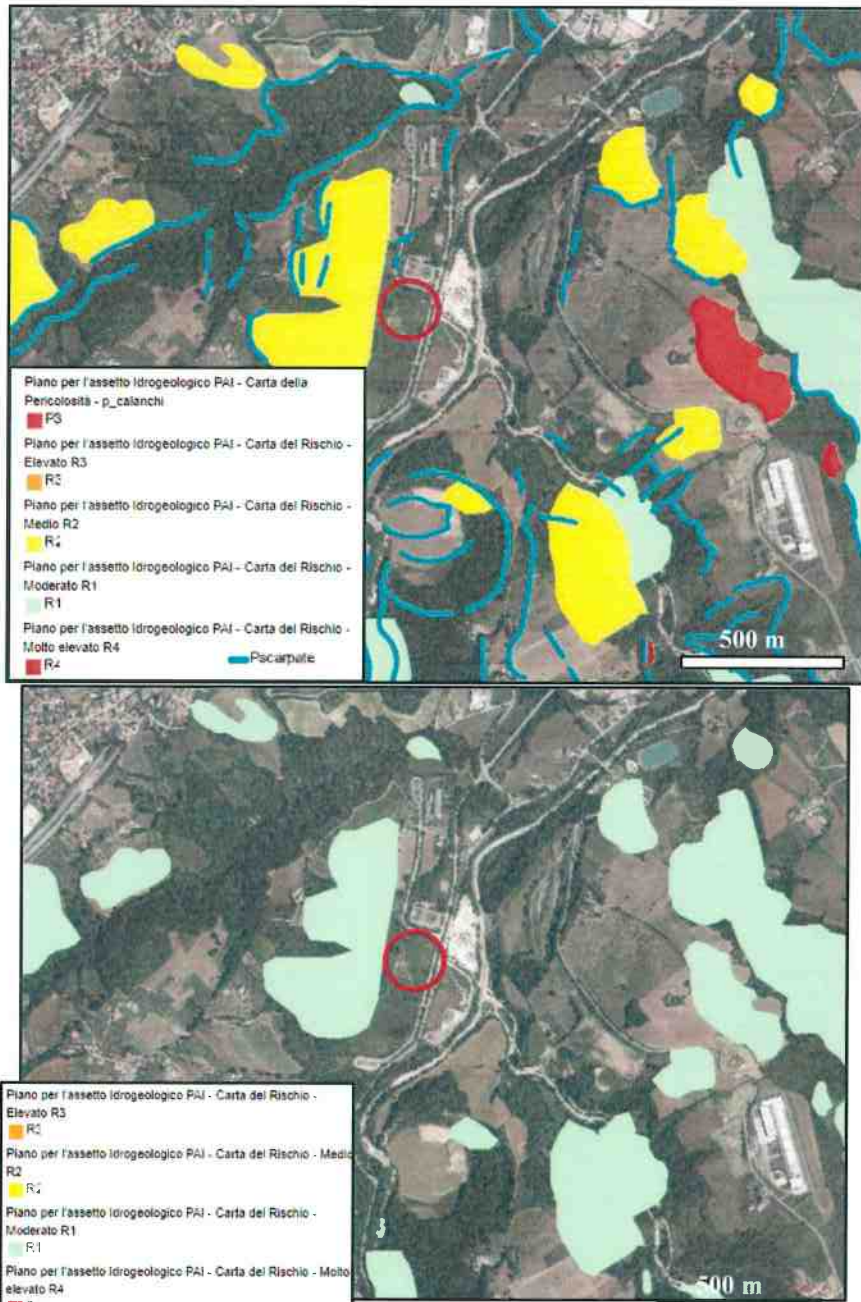 Piano per l'assetto Idrogeologico PAI - Carta della
Pericolosità - p_calanchi
P3
Piano per l'assetto Idrogeologico PAI - Carta del Rischio -
Elevato R3
R3
Piano per l'assetto Idrogeologico PAI - Carta del Rischio -
Medio R2
R2
Piano per l'assetto Idrogeologico PAI - Carta del Rischio -
Moderato R1
R1
Piano per l'assetto Idrogeologico PAI - Carta del Rischio -
Molto elevato R4
R4
Pscarpate
500 m
Piano per l'assetto Idrogeologico PAI - Carta del Rischio -
Elevato R3
R3
Piano per l'assetto Idrogeologico PAI - Carta del Rischio - Medio
R2
R2
Piano per l'assetto Idrogeologico PAI - Carta del Rischio -
Moderato R1
R1
Piano per l'assetto Idrogeologico PAI - Carta del Rischio - Molto
elevato R4
500 m